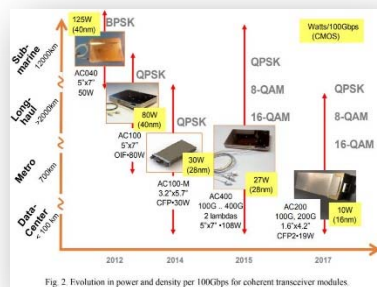 125W
(40nm)
BPSK
Watts/100Gbps
(CMOS)
Sub-
marine
12000km
AC040
5"x7"
50W
QPSK
QPSK
8-QAM
16-QAM
QPSK
8-QAM
16-QAM
Long-
haul
>2000km
80W
(40nm)
QPSK
AC100
5"x7"
OIF•80W
30W
(28nm)
27W
(28nm)
Metro
700km
AC100-M
3.2"x5.7"
CFP•30W
AC400
100G .. 400G
2 lambdas
5"x7" •108W
AC200
100G, 200G
1.6"x4.2"
CFP2•19W
10W
(16nm)
Data-
Center
<100 km
2012
2014
2015
2017
Fig. 2. Evolution in power and density per 100Gbps for coherent transceiver modules.